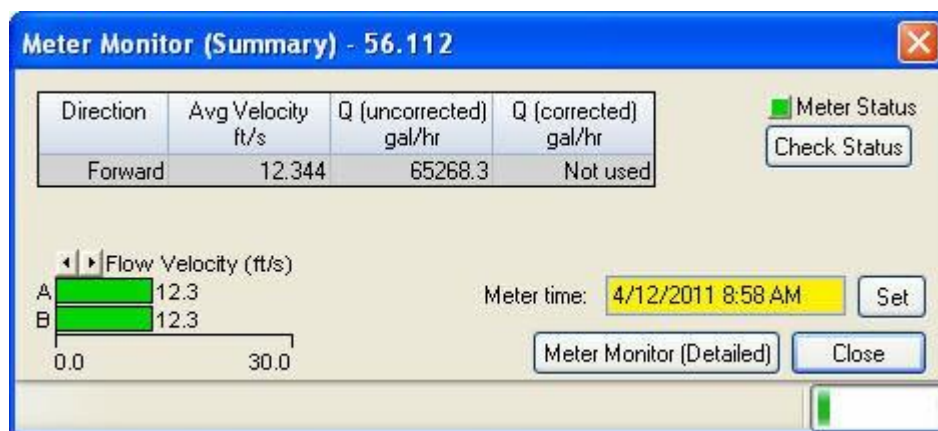 Meter Monitor (Summary) - 56.112
Direction Avg Velocity ft/s Q (uncorrected) gal/hr Q (corrected) gal/hr
Forward 12.344 65268.3 Not used
Meter Status
Check Status
Flow Velocity (ft/s)
A 12.3
B 12.3
0.0 30.0
Meter time: 4/12/2011 8:58 AM Set
Meter Monitor (Detailed) Close